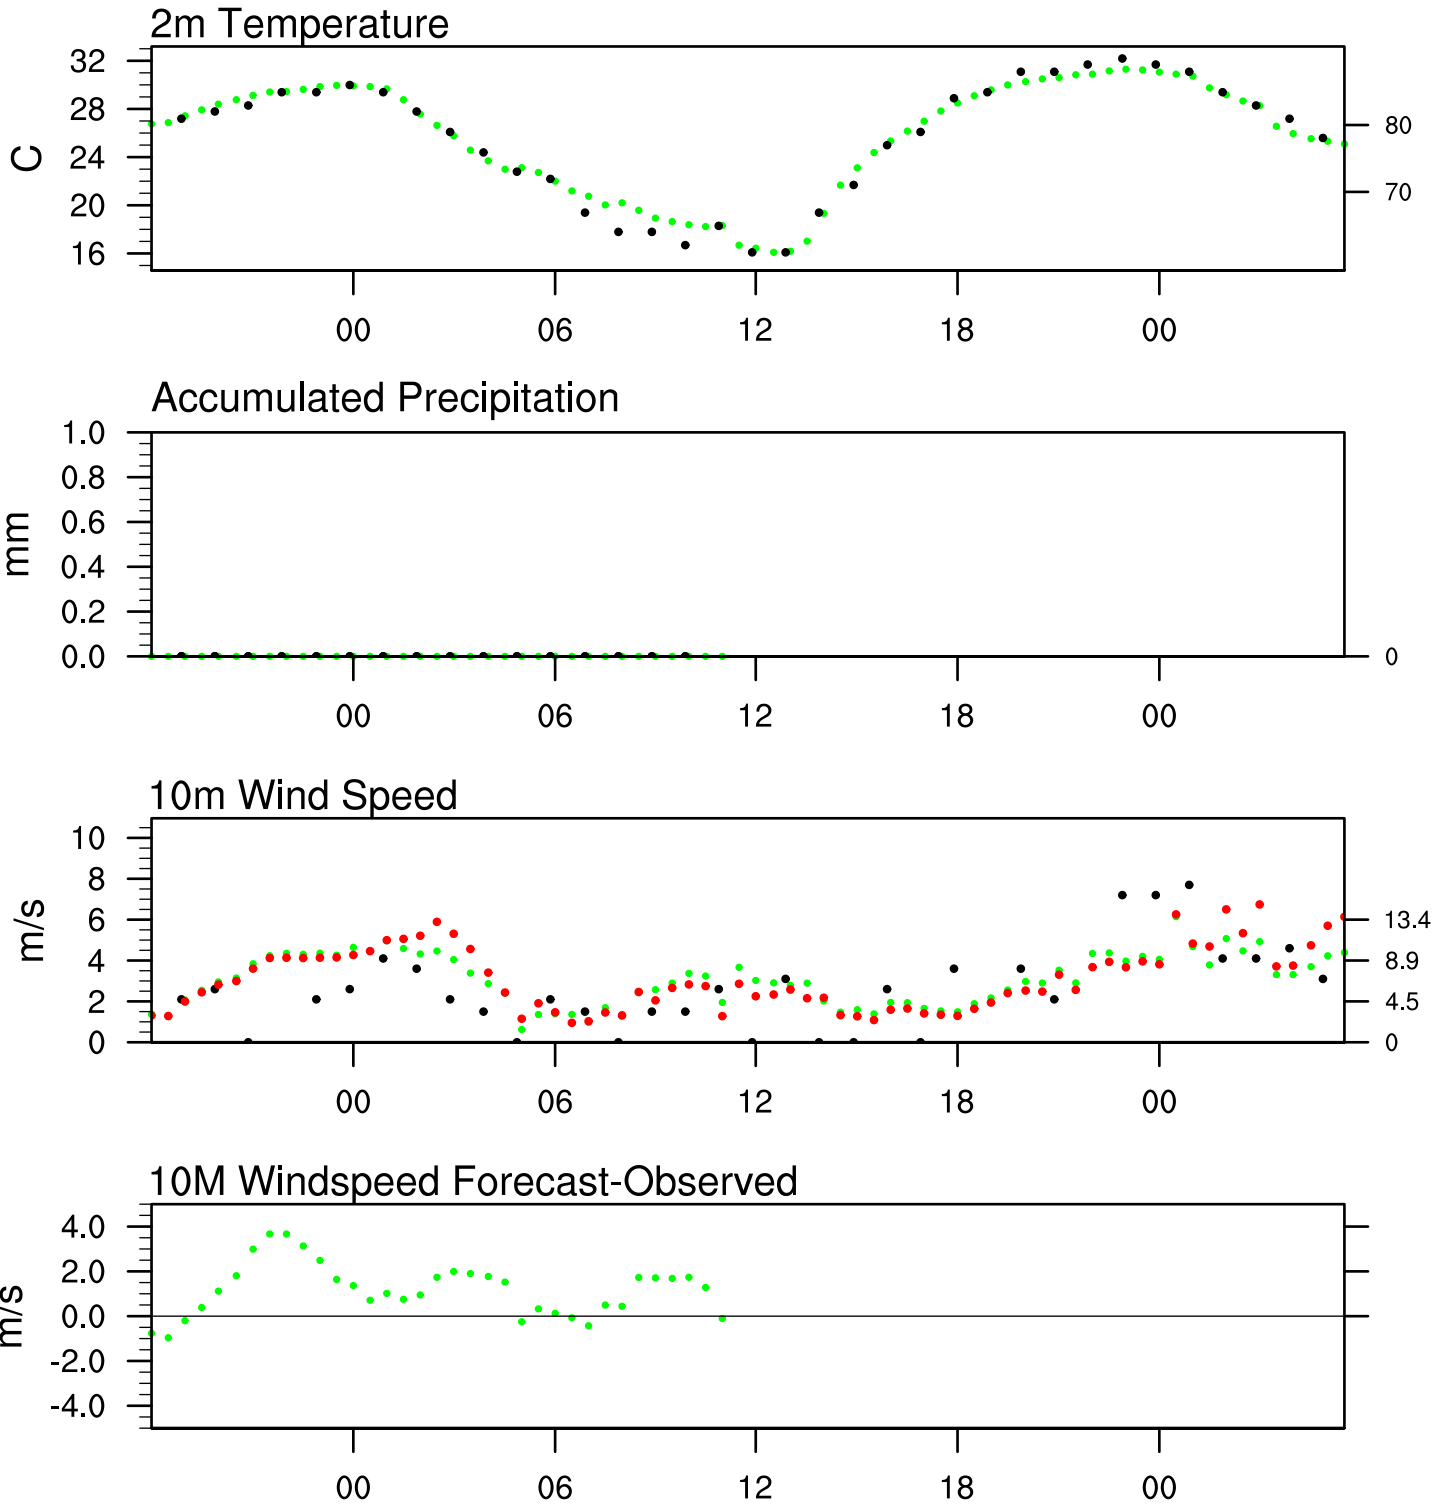 2m Temperature
32
28
24
20
16
C
80
70
00 06 12 18 00
Accumulated Precipitation
1.0
0.8
0.6
0.4
0.2
0.0
mm
0
00 06 12 18 00
10m Wind Speed
10
8
6
4
2
0
m/s
13.4
8.9
4.5
0
00 06 12 18 00
10M Windspeed Forecast-Observed
4.0
2.0
0.0
-2.0
-4.0
m/s
00 06 12 18 00